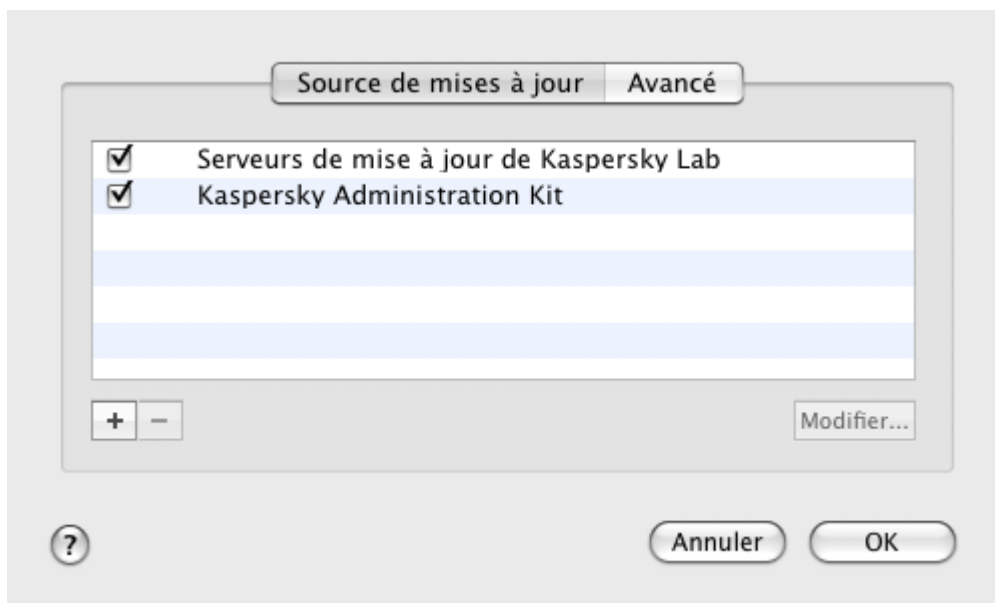 Source de mises à jour Avancé
Serveurs de mise à jour de Kaspersky Lab
Kaspersky Administration Kit
+ −
Modifier...
? Annuler OK